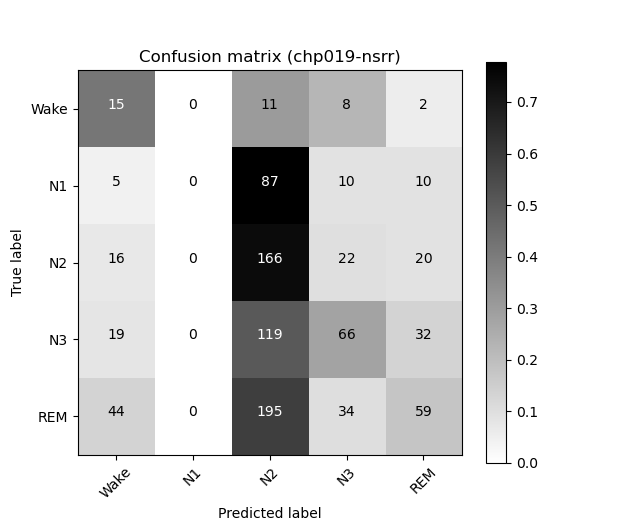 Confusion matrix (chp019-nsrr)
Wake 15 0 11 8 2
N1 5 0 87 10 10
N2 16 0 166 22 20
N3 19 0 119 66 32
REM 44 0 195 34 59
Wake N1 N2 N3 REM
Predicted label
True label
0.7
0.6
0.5
0.4
0.3
0.2
0.1
0.0